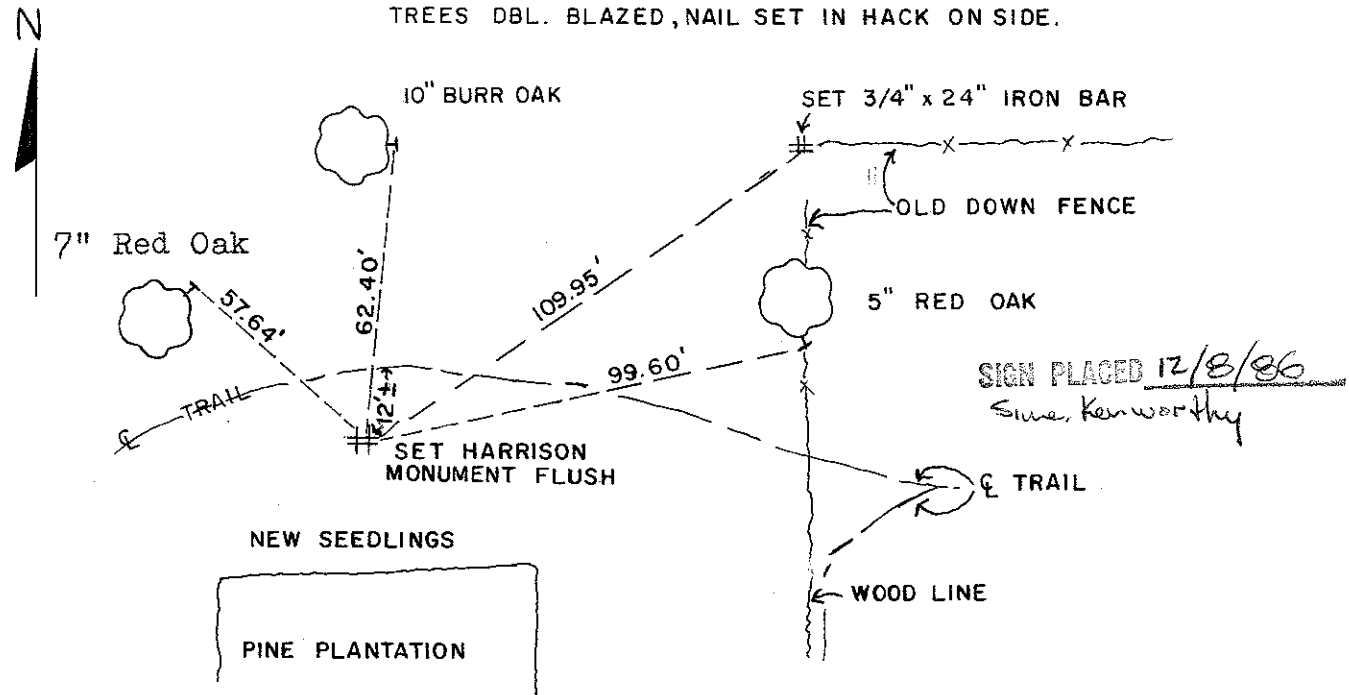 N
TREES DBL. BLAZED, NAIL SET IN HACK ON SIDE.
10" BURR OAK
SET 3/4" x 24" IRON BAR
OLD DOWN FENCE
7" Red Oak
57.64'
62.40'
109.95'
5" RED OAK
99.60'
SIGN PLACED 12/8/86
Kenworthy
℄ TRAIL
12'±
SET HARRISON
MONUMENT FLUSH
℄ TRAIL
NEW SEEDLINGS
WOOD LINE
PINE PLANTATION